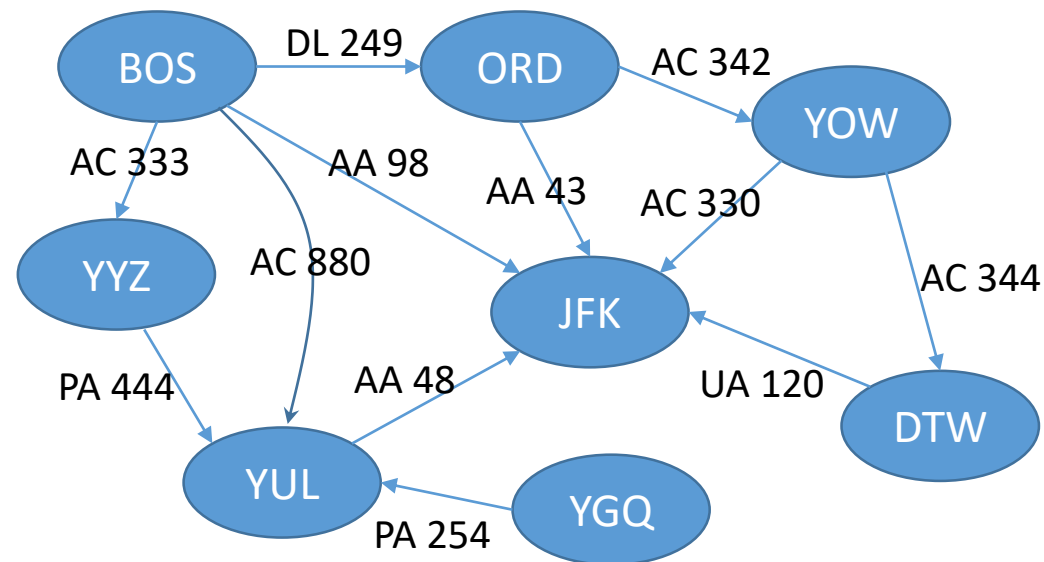 DL 249
BOS
ORD
AC 342
YOW
AC 333
AA 98
AA 43
AC 330
YYZ
AC 880
AC 344
JFK
PA 444
AA 48
UA 120
DTW
YUL
YGQ
PA 254